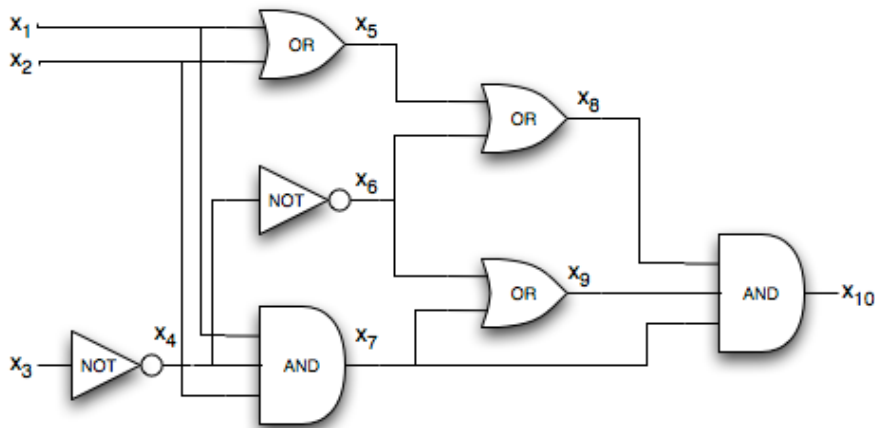 x1
OR
x5
x2
OR
x8
NOT
x6
OR
x9
AND
x10
x3
NOT
x4
AND
x7